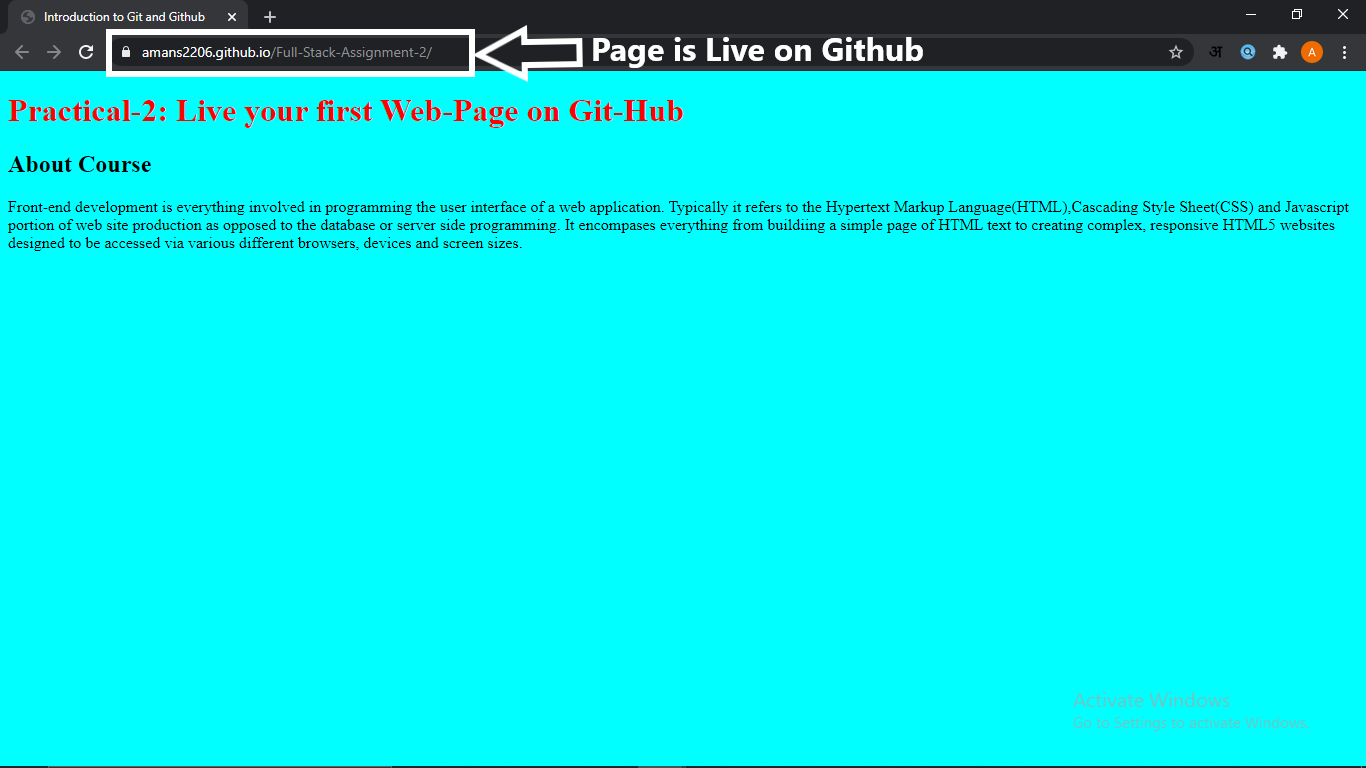 Introduction to Git and Github
amans2206.github.io/Full-Stack-Assignment-2/
Page is Live on Github
अ
A
Practical-2: Live your first Web-Page on Git-Hub
About Course
Front-end development is everything involved in programming the user interface of a web application. Typically it refers to the Hypertext Markup Language(HTML),Cascading Style Sheet(CSS) and Javascript
portion of web site production as opposed to the database or server side programming. It encompases everything from buildiing a simple page of HTML text to creating complex, responsive HTML5 websites
designed to be accessed via various different browsers, devices and screen sizes.
Activate Windows
Go to Settings to activate Windows.